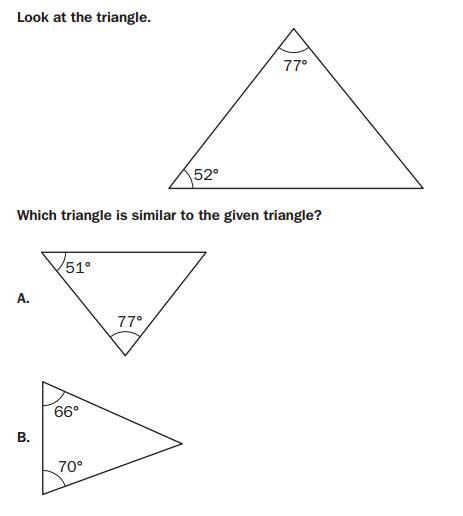 Look at the triangle.
77°
52°
Which triangle is similar to the given triangle?
A.
51°
77°
B.
66°
70°